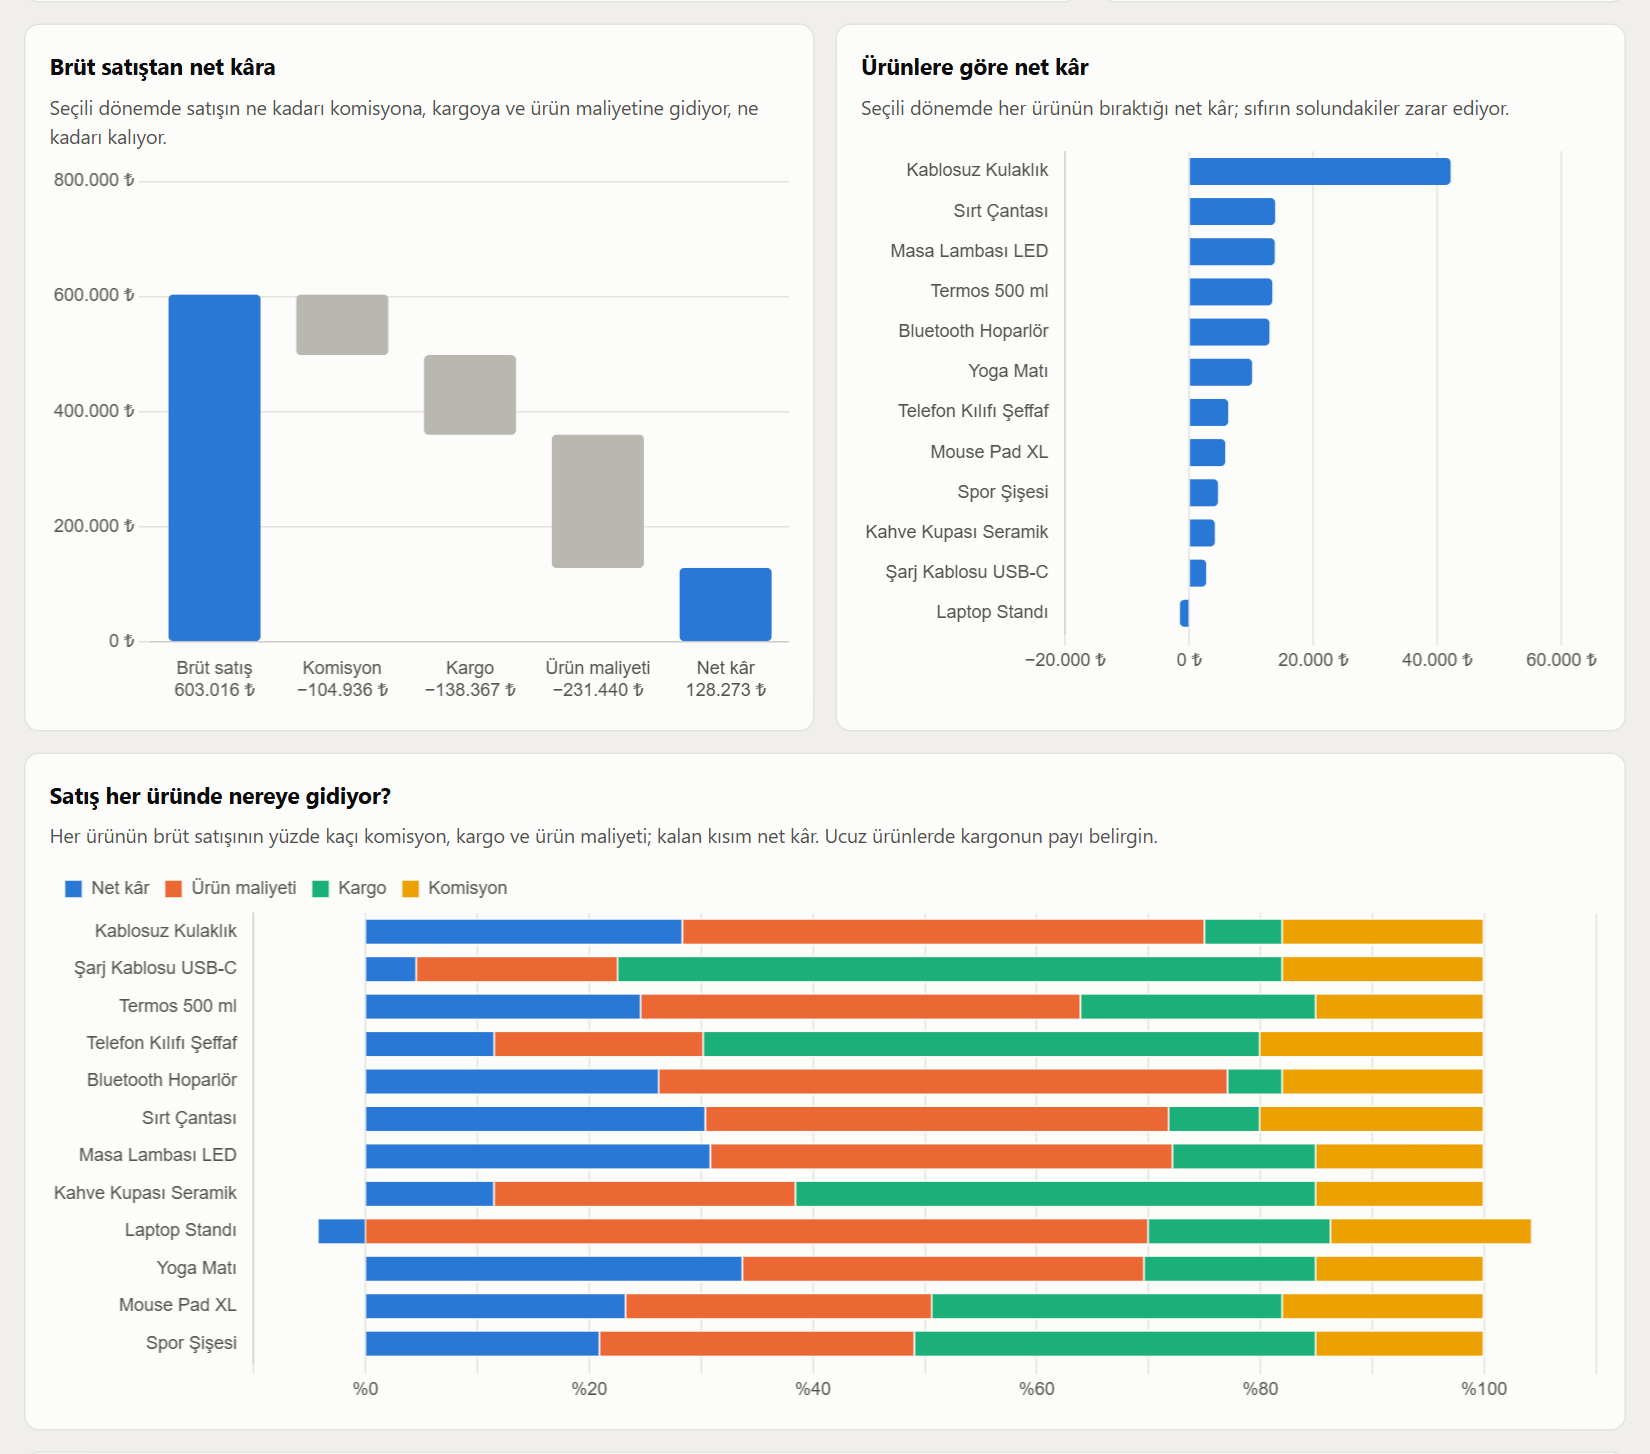 Brüt satıştan net kâra
Seçili dönemde satışın ne kadarı komisyona, kargoya ve ürün maliyetine gidiyor, ne
kadarı kalıyor.
800.000 ₺
600.000 ₺
400.000 ₺
200.000 ₺
0 ₺
Brüt satış
603.016 ₺
Komisyon
−104.936 ₺
Kargo
−138.367 ₺
Ürün maliyeti
−231.440 ₺
Net kâr
128.273 ₺
Ürünlere göre net kâr
Seçili dönemde her ürünün bıraktığı net kâr; sıfırın solundakiler zarar ediyor.
Kablosuz Kulaklık
Sırt Çantası
Masa Lambası LED
Termos 500 ml
Bluetooth Hoparlör
Yoga Matı
Telefon Kılıfı Şeffaf
Mouse Pad XL
Spor Şişesi
Kahve Kupası Seramik
Şarj Kablosu USB-C
Laptop Standı
−20.000 ₺ 0 ₺ 20.000 ₺ 40.000 ₺ 60.000 ₺
Satış her üründe nereye gidiyor?
Her ürünün brüt satışının yüzde kaçı komisyon, kargo ve ürün maliyeti; kalan kısım net kâr. Ucuz ürünlerde kargonun payı belirgin.
Net kâr Ürün maliyeti Kargo Komisyon
Kablosuz Kulaklık
Şarj Kablosu USB-C
Termos 500 ml
Telefon Kılıfı Şeffaf
Bluetooth Hoparlör
Sırt Çantası
Masa Lambası LED
Kahve Kupası Seramik
Laptop Standı
Yoga Matı
Mouse Pad XL
Spor Şişesi
%0 %20 %40 %60 %80 %100